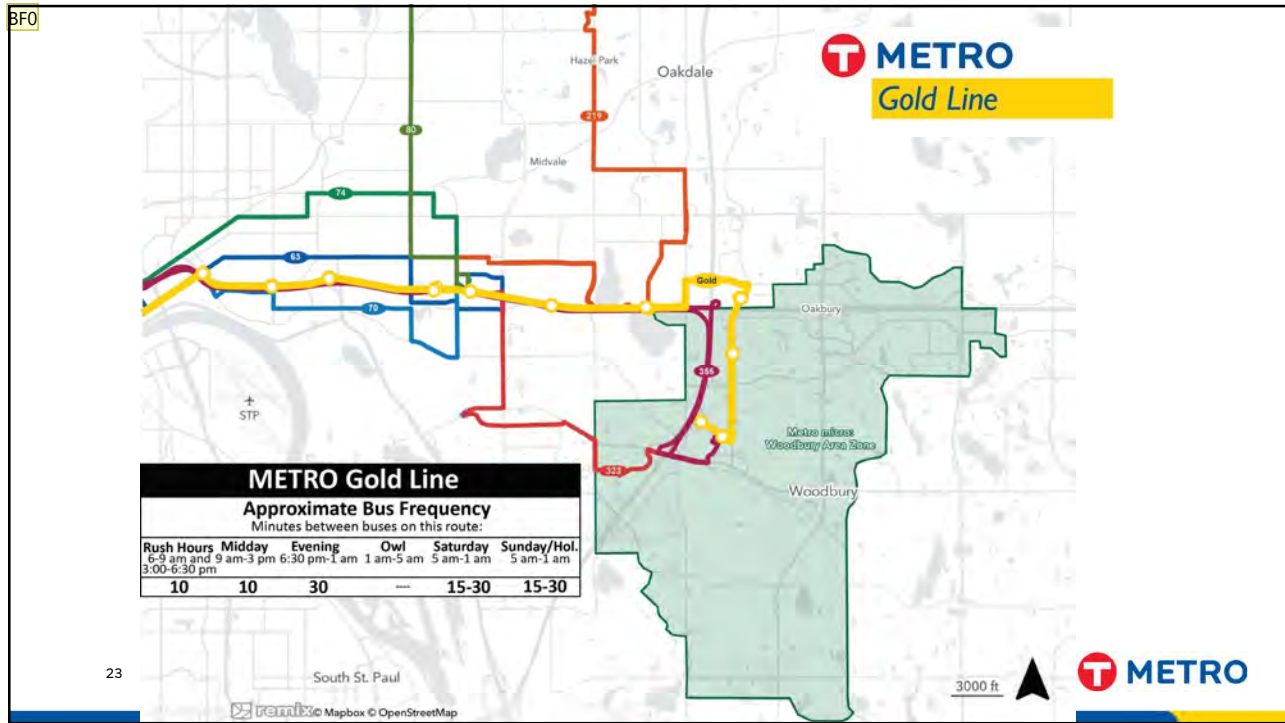 BF0
T METRO
Gold Line
Hazel Park
Oakdale
219
80
Midvale
74
63
Gold
70
Oakbury
355
STP
Metro micro:
Woodbury Area Zone
323
Woodbury
METRO Gold Line
Approximate Bus Frequency
Minutes between buses on this route:
Rush Hours Midday Evening Owl Saturday Sunday/Hol.
6-9 am and 9 am-3 pm 6:30 pm-1 am 1 am-5 am 5 am-1 am 5 am-1 am
3:00-6:30 pm
10 10 30 ---- 15-30 15-30
23
South St. Paul
3000 ft
T METRO
remix © Mapbox © OpenStreetMap